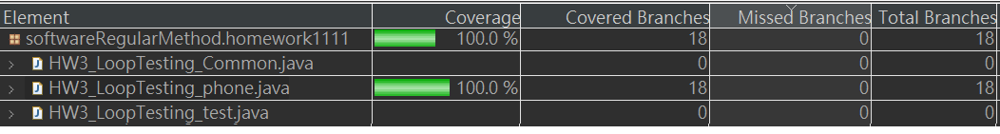 Element Coverage Covered Branches Missed Branches Total Branches
softwareRegularMethod.homework1111 100.0 % 18 0 18
HW3_LoopTesting_Common.java 0 0 0
HW3_LoopTesting_phone.java 100.0 % 18 0 18
HW3_LoopTesting_test.java 0 0 0